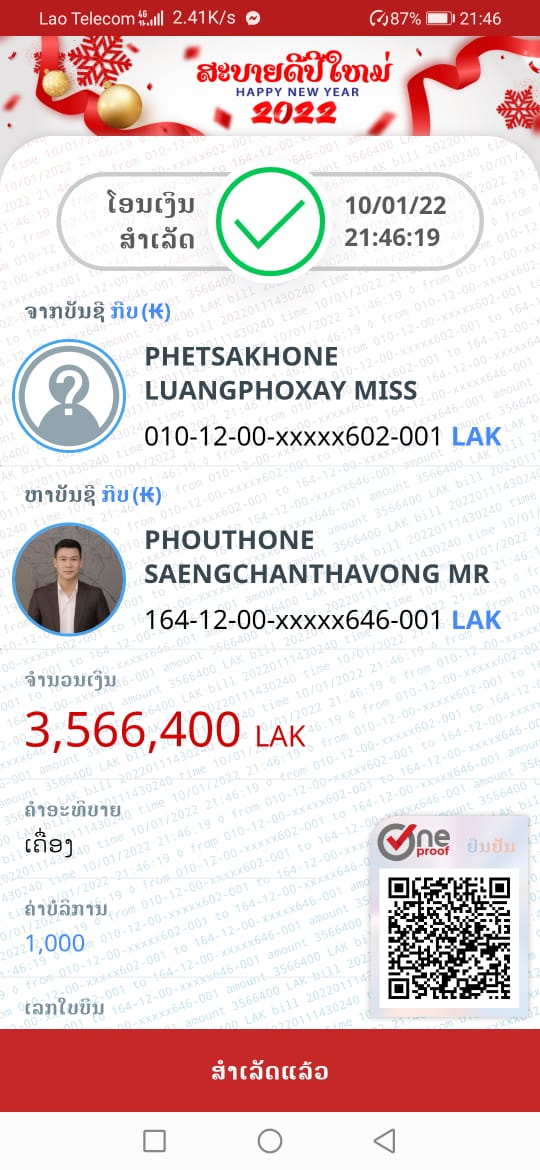 Lao Telecom 4G 2.41K/s 87% 21:46
ສະບາຍດີປີໃຫມ່
HAPPY NEW YEAR
2022
ໂອນເງິນ
ສຳເລັດ
10/01/22
21:46:19
ຈາກບັນຊີ ກີບ(₭)
PHETSAKHONE
LUANGPHOXAY MISS
010-12-00-xxxxx602-001 LAK
ຫາບັນຊີ ກີບ(₭)
PHOUTHONE
SAENGCHANTHAVONG MR
164-12-00-xxxxx646-001 LAK
ຈຳນວນເງິນ
3,566,400 LAK
ຄຳອະທິບາຍ
ເຄື່ອງ
One
proof
ຢືນຢັນ
ຄ່າບໍລິການ
1,000
ເລກໃບບິນ
ສຳເລັດແລ້ວ